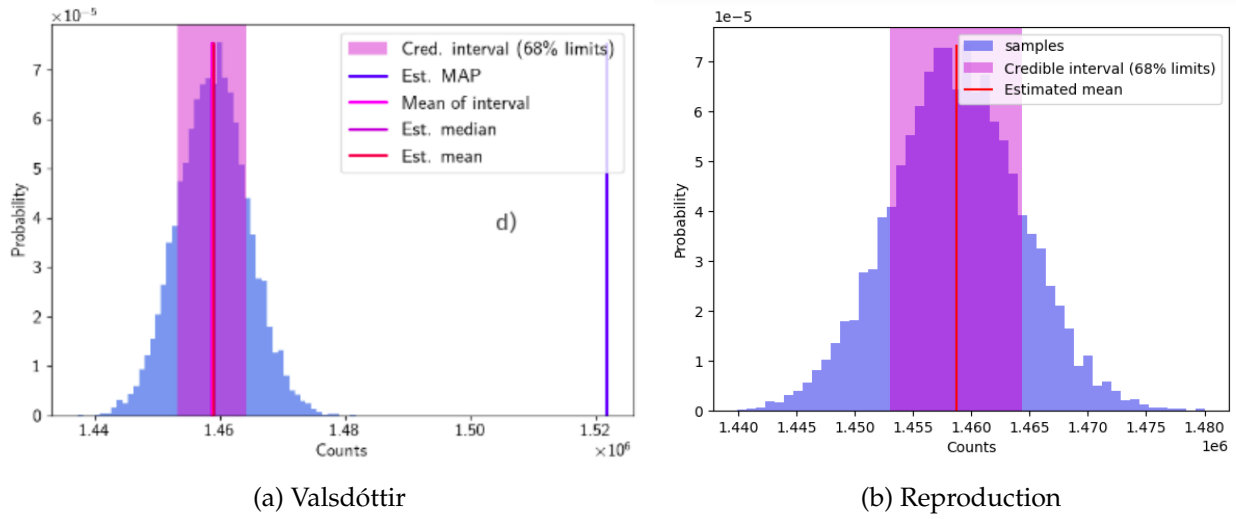 ×10⁻⁵
Cred. interval (68% limits)
Est. MAP
Mean of interval
Est. median
Est. mean
d)
Probability
7
6
5
4
3
2
1
0
1.44 1.46 1.48 1.50 1.52
Counts
×10⁶
(a) Valsdóttir
1e−5
samples
Credible interval (68% limits)
Estimated mean
Probability
7
6
5
4
3
2
1
0
1.440 1.445 1.450 1.455 1.460 1.465 1.470 1.475 1.480
Counts
1e6
(b) Reproduction